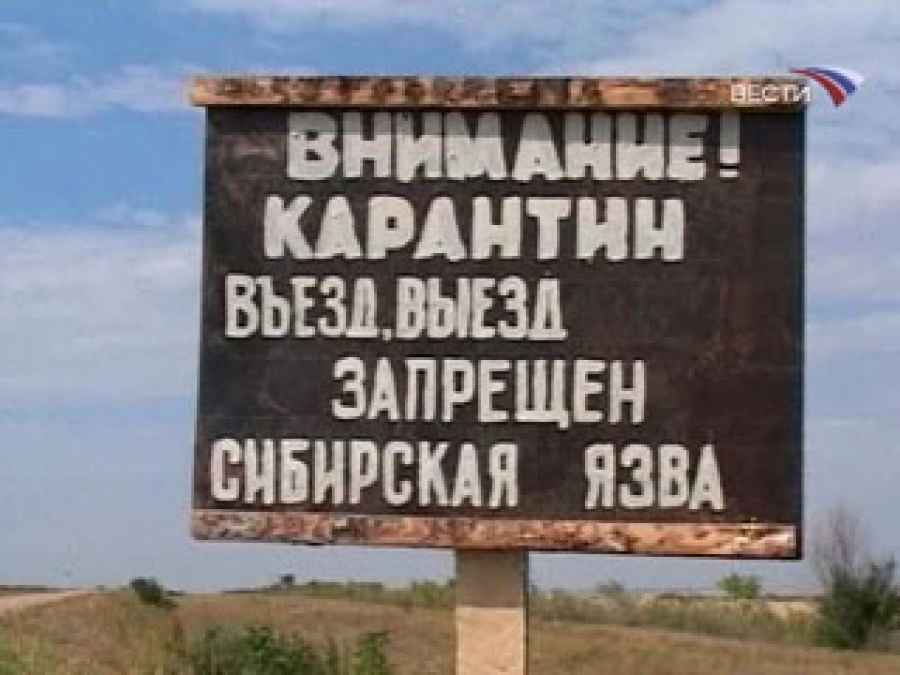 ВЕСТИ
ВНИМАНИЕ!
КАРАНТИН
ВЪЕЗД, ВЫЕЗД
ЗАПРЕЩЕН
СИБИРСКАЯ ЯЗВА